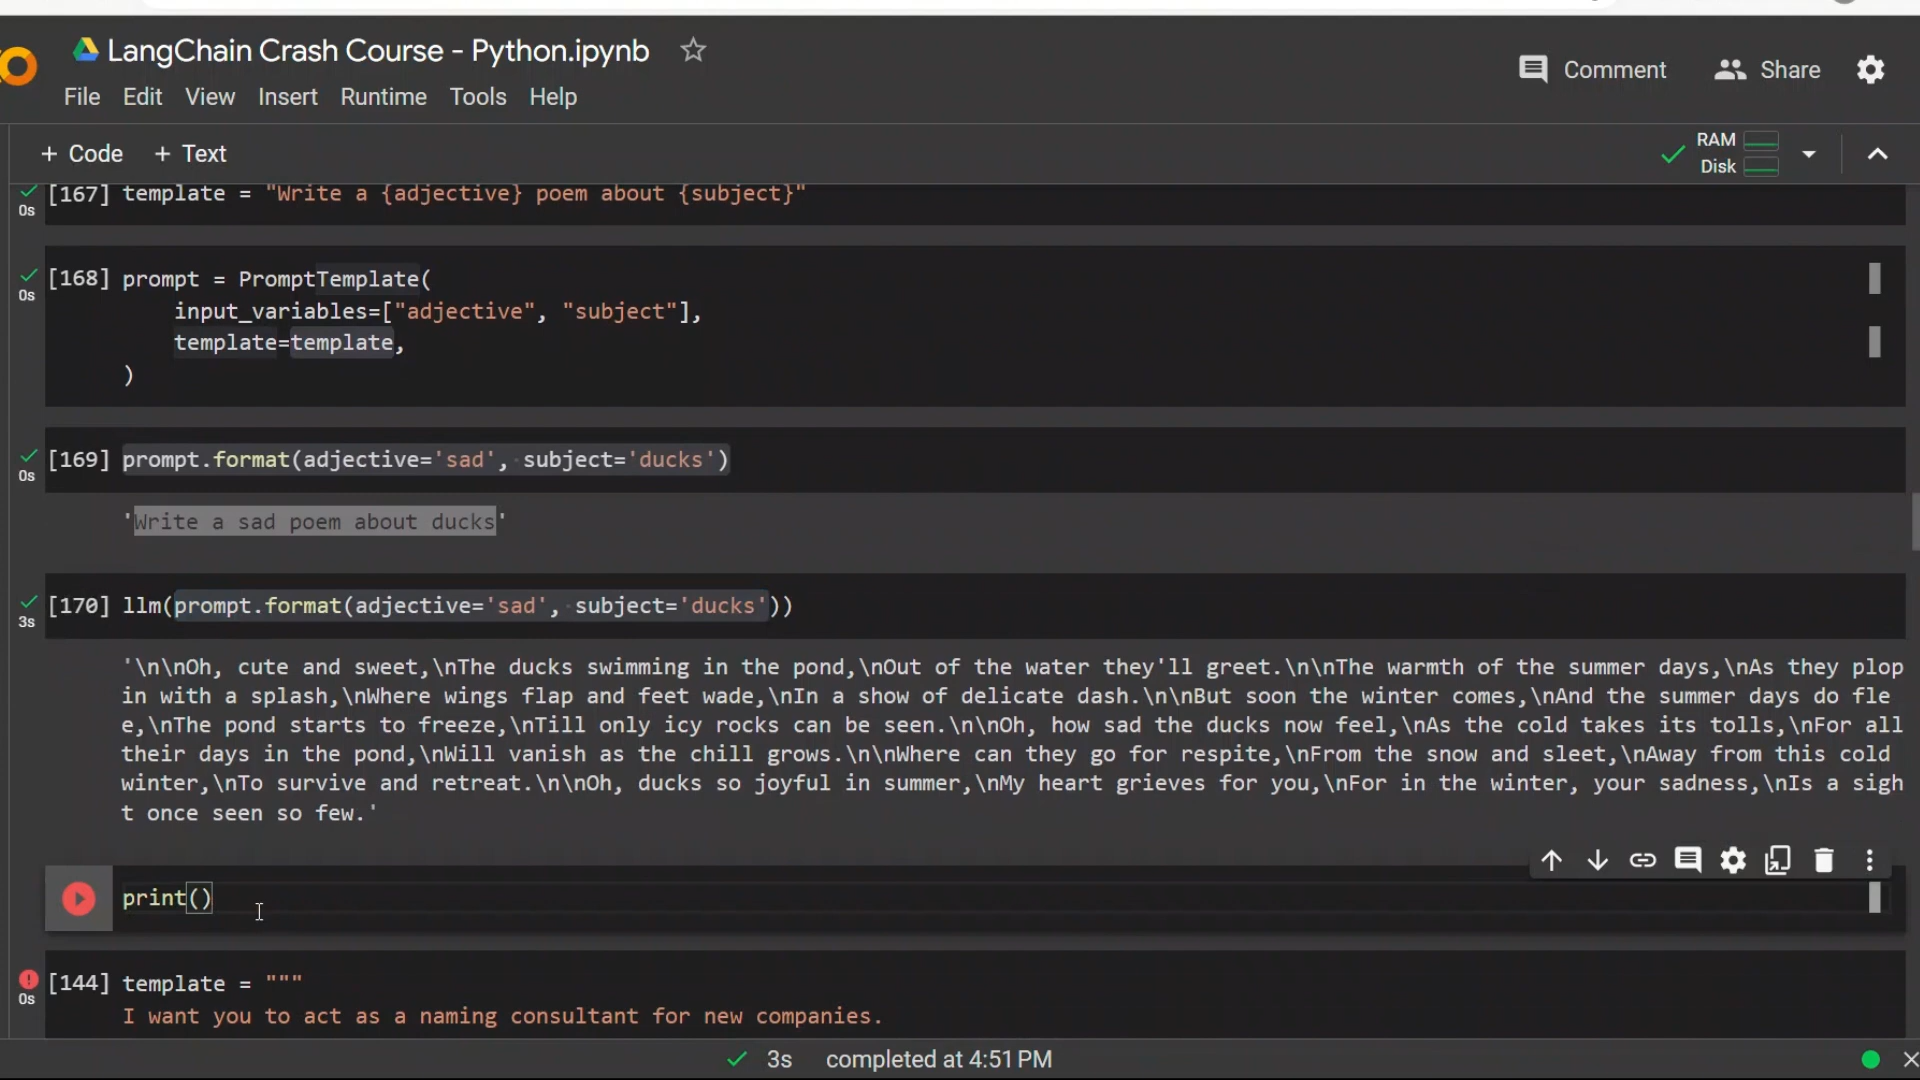 LangChain Crash Course - Python.ipynb
Comment
Share
File Edit View Insert Runtime Tools Help
+ Code + Text
RAM
Disk
[167] template = "Write a {adjective} poem about {subject}"
0s
[168] prompt = PromptTemplate(
0s
input_variables=["adjective", "subject"],
template=template,
)
[169] prompt.format(adjective='sad', subject='ducks')
0s
'Write a sad poem about ducks'
[170] llm(prompt.format(adjective='sad', subject='ducks'))
3s
'\n\nOh, cute and sweet,\nThe ducks swimming in the pond,\nOut of the water they'll greet.\n\nThe warmth of the summer days,\nAs they plop
in with a splash,\nWhere wings flap and feet wade,\nIn a show of delicate dash.\n\nBut soon the winter comes,\nAnd the summer days do fle
e,\nThe pond starts to freeze,\nTill only icy rocks can be seen.\n\nOh, how sad the ducks now feel,\nAs the cold takes its tolls,\nFor all
their days in the pond,\nWill vanish as the chill grows.\n\nWhere can they go for respite,\nFrom the snow and sleet,\nAway from this cold
winter,\nTo survive and retreat.\n\nOh, ducks so joyful in summer,\nMy heart grieves for you,\nFor in the winter, your sadness,\nIs a sigh
t once seen so few.'
print()
[144] template = """
0s
I want you to act as a naming consultant for new companies.
3s completed at 4:51 PM